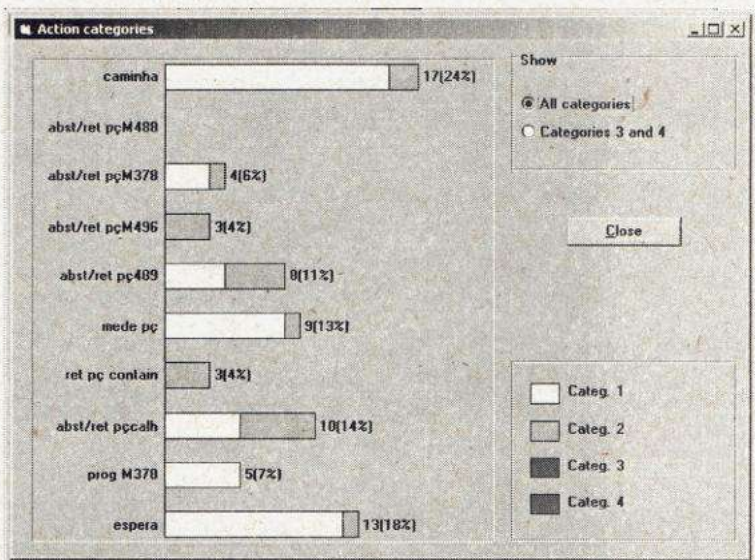 Action categories
caminha 17(24%)
abst/ret pçM488
abst/ret pçM378 4(6%)
abst/ret pçM496 3(4%)
abst/ret pç489 8(11%)
mede pç 9(13%)
ret pç contain 3(4%)
abst/ret pçcalh 10(14%)
prog M378 5(7%)
espera 13(18%)
Show
All categories
Categories 3 and 4
Close
Categ. 1
Categ. 2
Categ. 3
Categ. 4